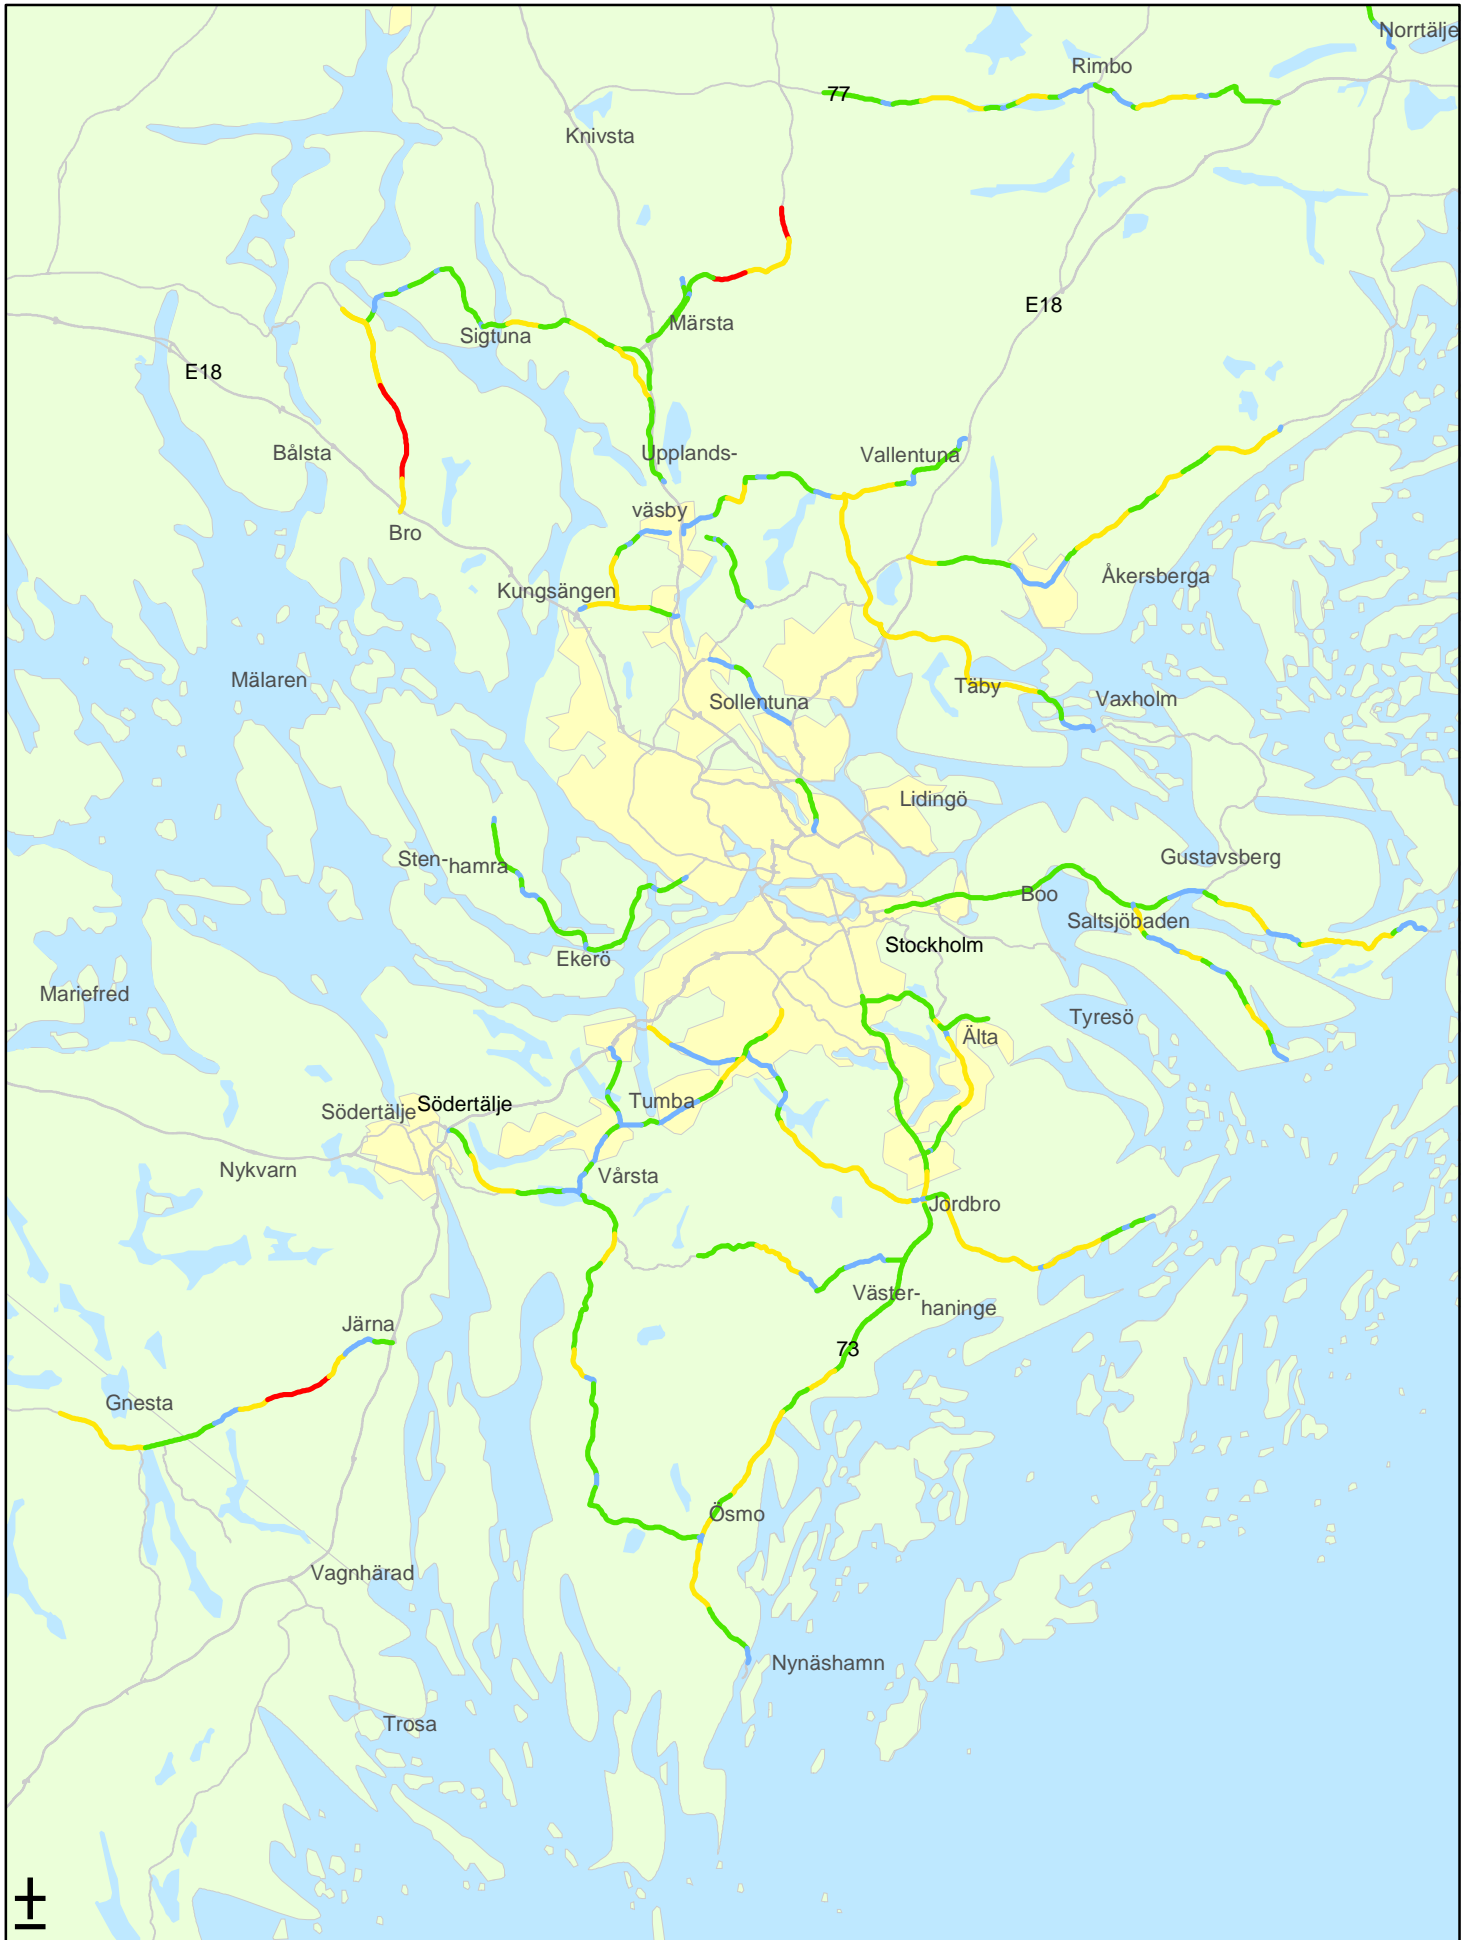 Norrtälje
Rimbo
77
Knivsta
E18
Märsta
Sigtuna
E18
Bålsta
Upplands-
väsby
Vallentuna
Bro
Åkersberga
Kungsängen
Mälaren
Täby
Vaxholm
Sollentuna
Lidingö
Sten-
hamra
Gustavsberg
Boo
Saltsjöbaden
Stockholm
Ekerö
Mariefred
Tyresö
Älta
Tumba
Södertälje
Södertälje
Nykvarn
Vårsta
Jordbro
Väster-
haninge
Järna
73
Gnesta
Ösmo
Vagnhärad
Nynäshamn
Trosa
±